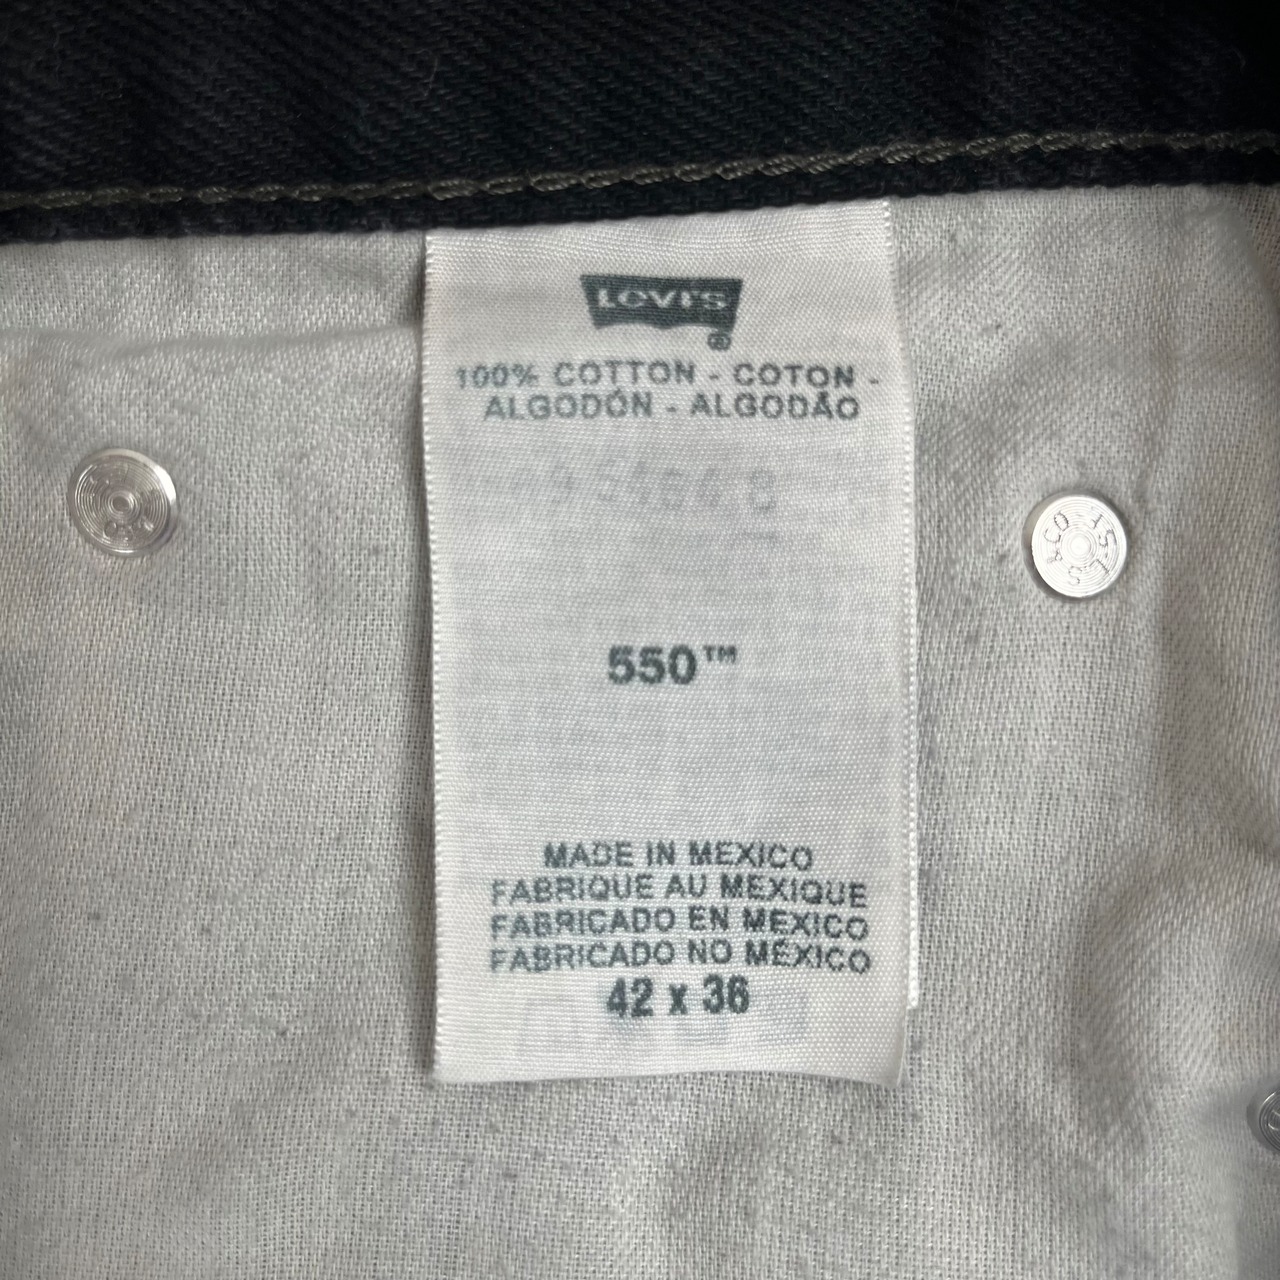 Levi's®
100% COTTON - COTON -
ALGODÓN - ALGODÃO
550™
MADE IN MEXICO
FABRIQUE AU MEXIQUE
FABRICADO EN MEXICO
FABRICADO NO MÉXICO
42 x 36